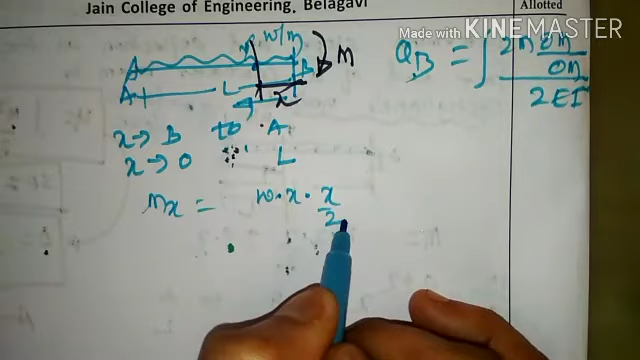 Jain College of Engineering, Belagavi
Allotted
Made with KINEMASTER
w/m
M
A
B
A L x
θB = ∫ 2M ∂M / ∂M / 2EI
x → B to A
x → 0 L
Mx = w · x · x/2